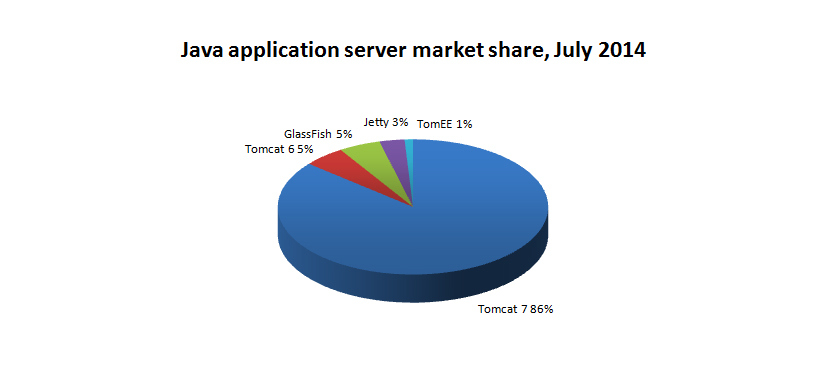 Java application server market share, July 2014
Jetty 3%
TomEE 1%
GlassFish 5%
Tomcat 6 5%
Tomcat 7 86%